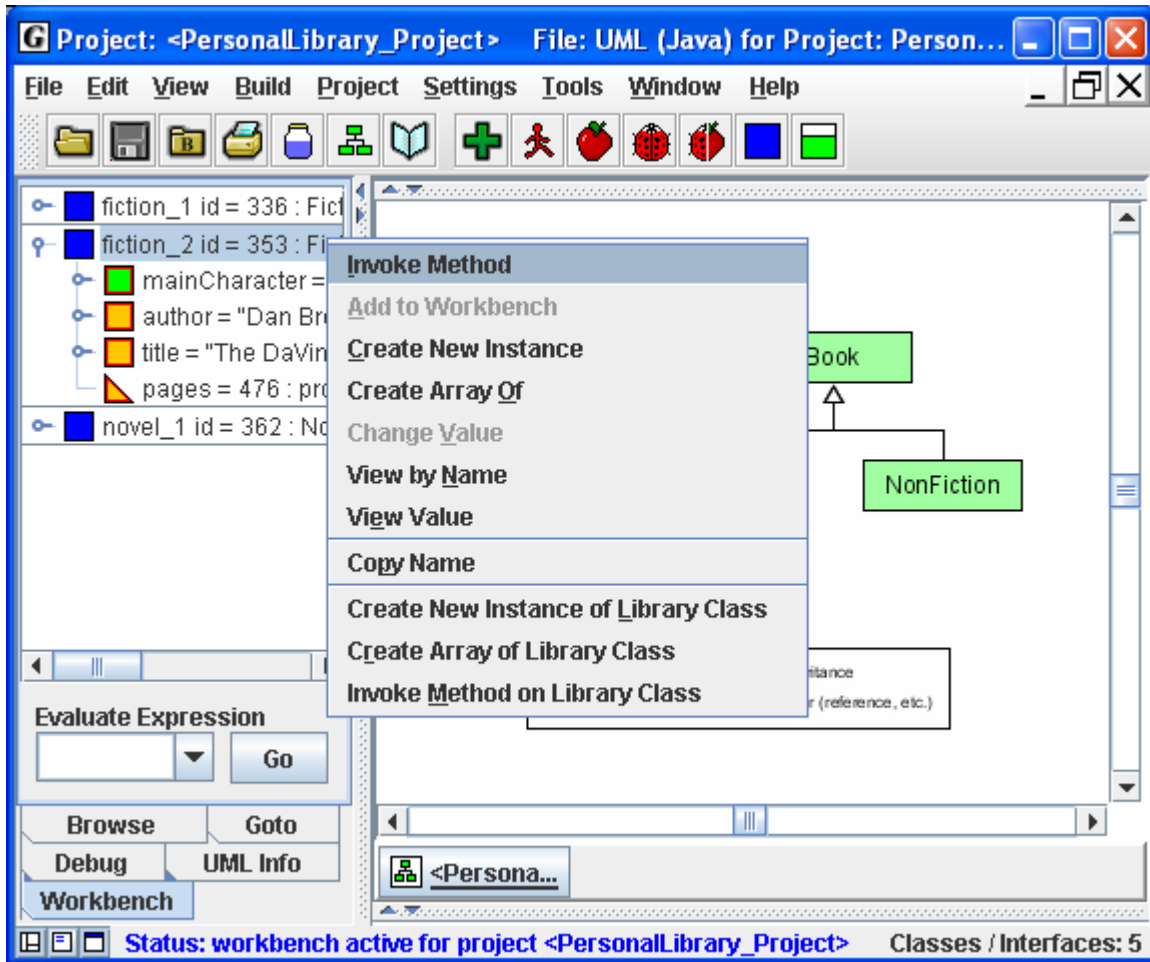 G Project: <PersonalLibrary_Project> File: UML (Java) for Project: Person...
File Edit View Build Project Settings Tools Window Help
B
fiction_1 id = 336 : Fict
fiction_2 id = 353 : Fi
mainCharacter =
author = "Dan Br
title = "The DaVin
pages = 476 : pro
novel_1 id = 362 : No
Invoke Method
Add to Workbench
Create New Instance
Create Array Of
Change Value
View by Name
View Value
Copy Name
Create New Instance of Library Class
Create Array of Library Class
Invoke Method on Library Class
Book
NonFiction
ritance
r (reference, etc.)
Evaluate Expression
Go
Browse Goto
Debug UML Info
Workbench
<Persona...
Status: workbench active for project <PersonalLibrary_Project> Classes / Interfaces: 5